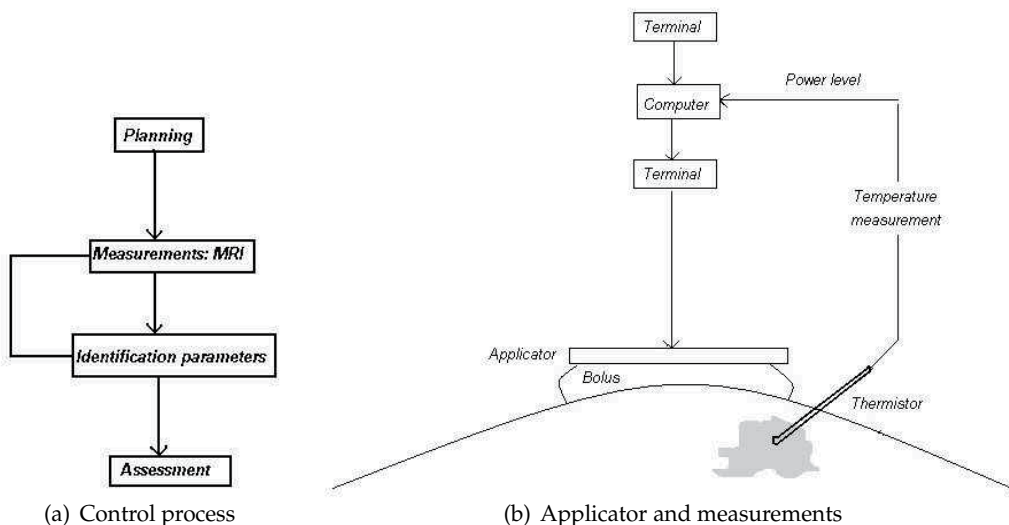 Planning
Measurements: MRI
Identification parameters
Assessment
(a) Control process
Terminal
Power level
Computer
Terminal
Temperature
measurement
Applicator
Bolus
Thermistor
(b) Applicator and measurements